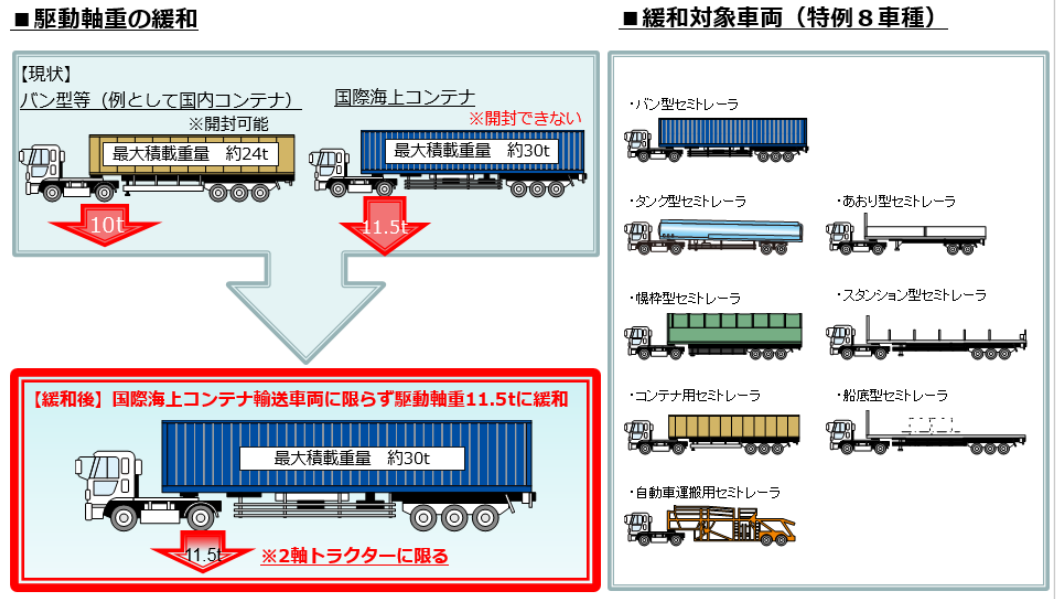 ■駆動軸重の緩和
【現状】
バン型等（例として国内コンテナ）
※開封可能
最大積載重量　約24t
10t
国際海上コンテナ
※開封できない
最大積載重量　約30t
11.5t
【緩和後】国際海上コンテナ輸送車両に限らず駆動軸重11.5tに緩和
最大積載重量　約30t
11.5t
※2軸トラクターに限る
■緩和対象車両（特例８車種）
・バン型セミトレーラ
・タンク型セミトレーラ
・あおり型セミトレーラ
・幌枠型セミトレーラ
・スタンション型セミトレーラ
・コンテナ用セミトレーラ
・船底型セミトレーラ
・自動車運搬用セミトレーラ